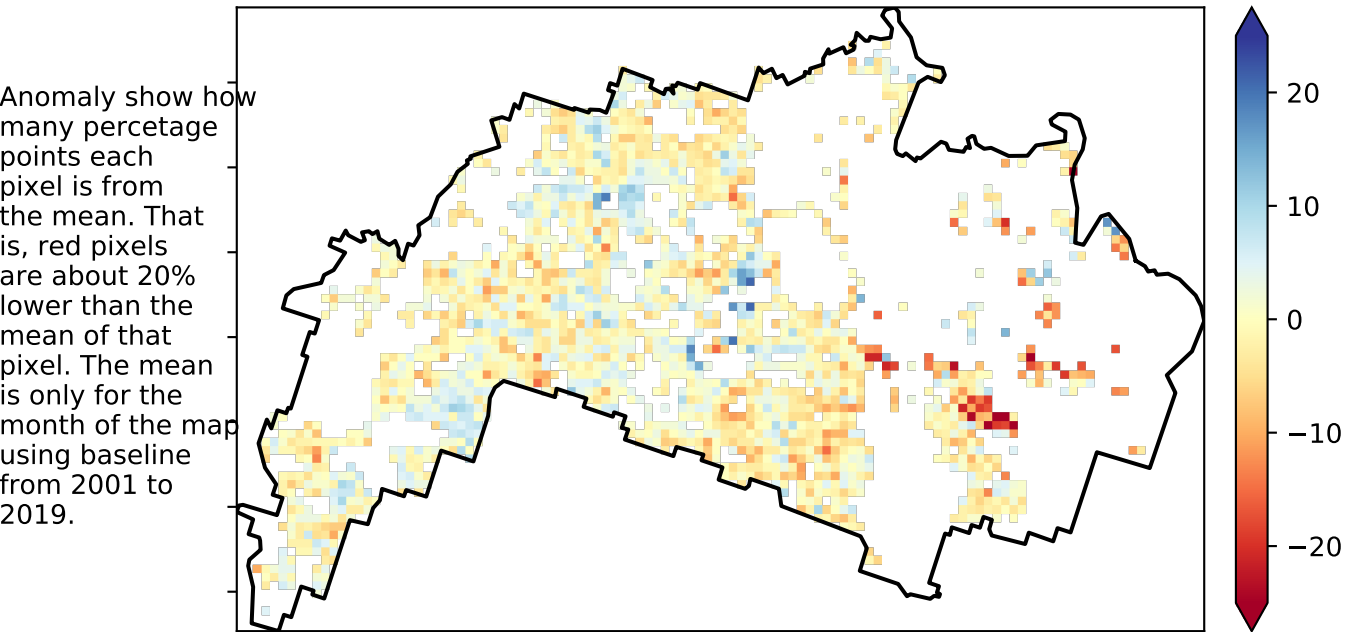 Anomaly show how
many percetage
points each
pixel is from
the mean. That
is, red pixels
are about 20%
lower than the
mean of that
pixel. The mean
is only for the
month of the map
using baseline
from 2001 to
2019.
20
10
0
−10
−20